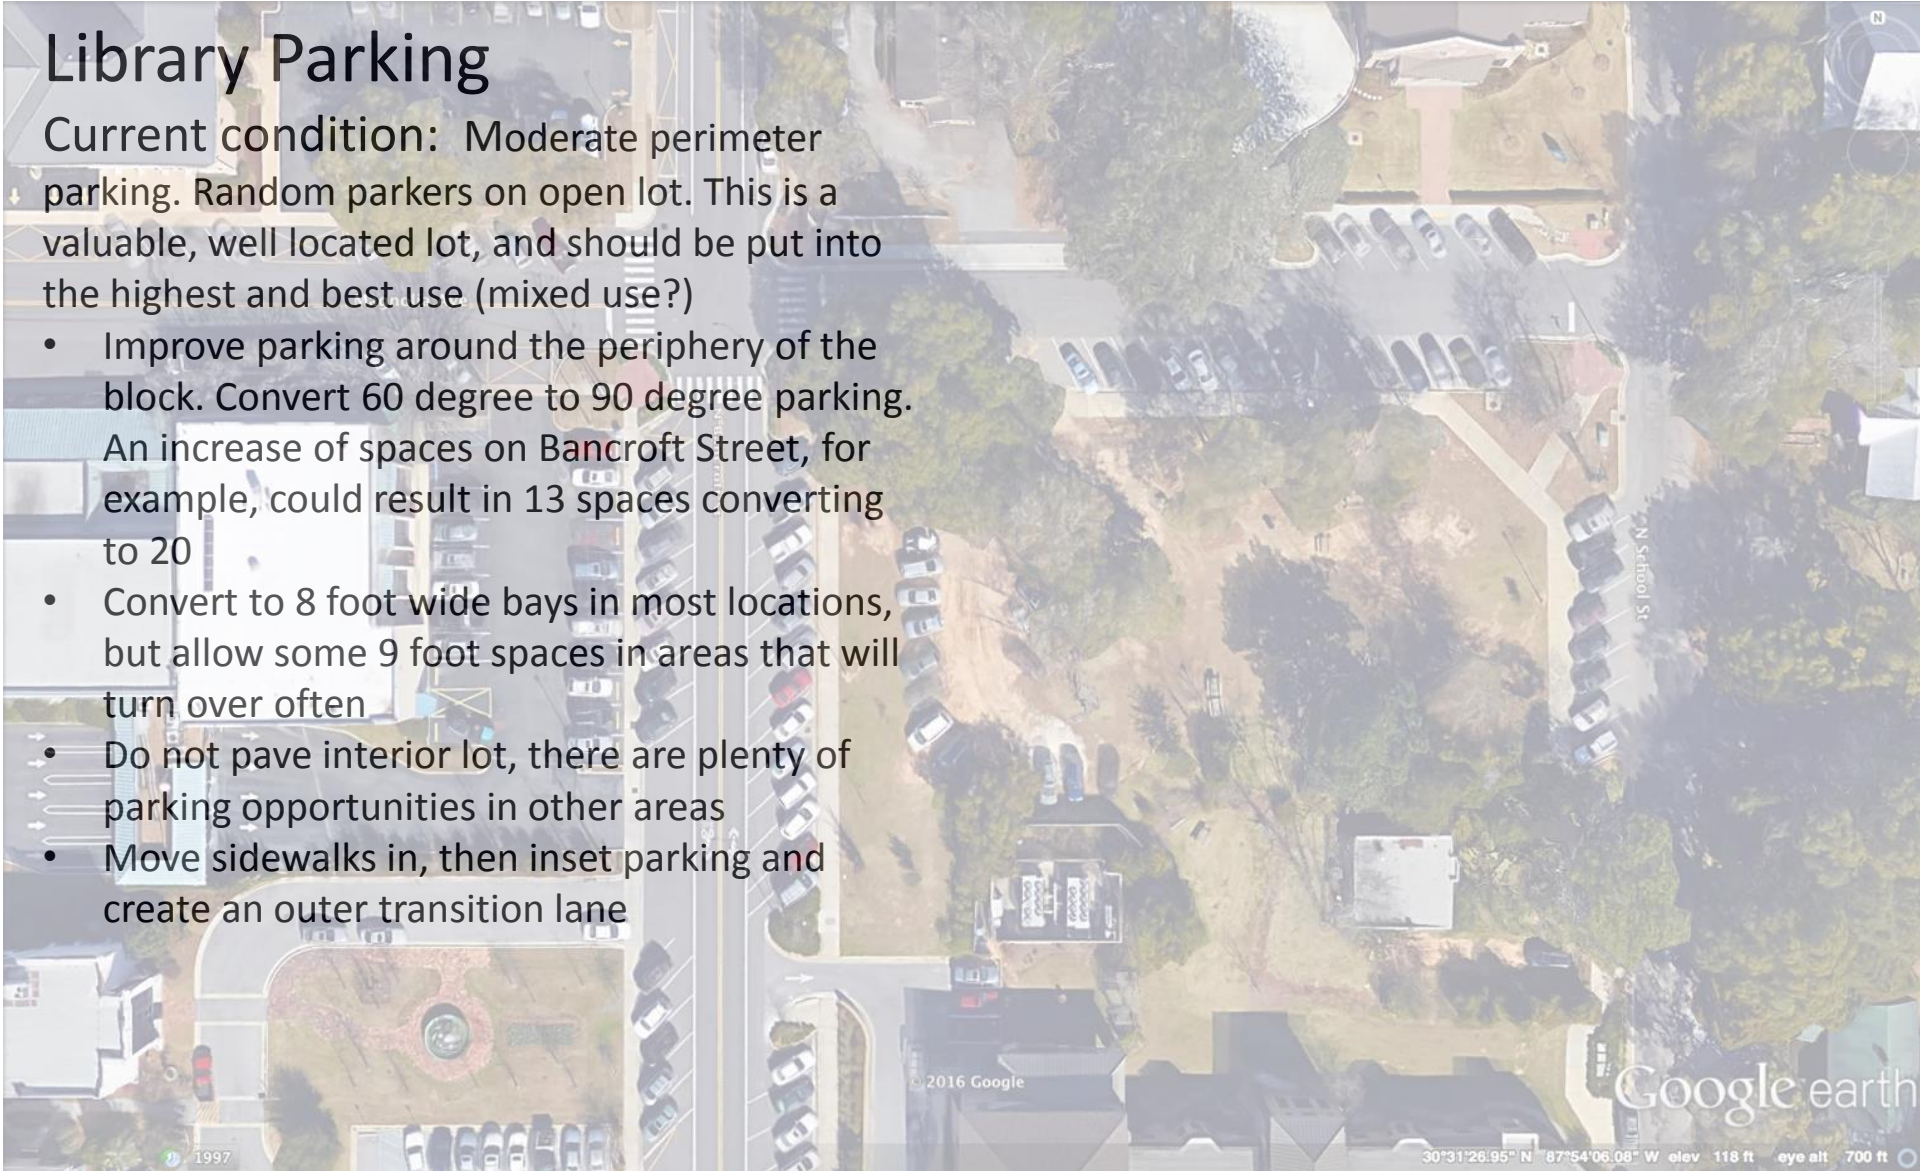 Library Parking
Current condition: Moderate perimeter
parking. Random parkers on open lot. This is a
valuable, well located lot, and should be put into
the highest and best use (mixed use?)
• Improve parking around the periphery of the
block. Convert 60 degree to 90 degree parking.
An increase of spaces on Bancroft Street, for
example, could result in 13 spaces converting
to 20
• Convert to 8 foot wide bays in most locations,
but allow some 9 foot spaces in areas that will
turn over often
• Do not pave interior lot, there are plenty of
parking opportunities in other areas
• Move sidewalks in, then inset parking and
create an outer transition lane
N
N School St
© 2016 Google
Google earth
1997
30°31'26.95" N 87°54'06.08" W elev 118 ft eye alt 700 ft